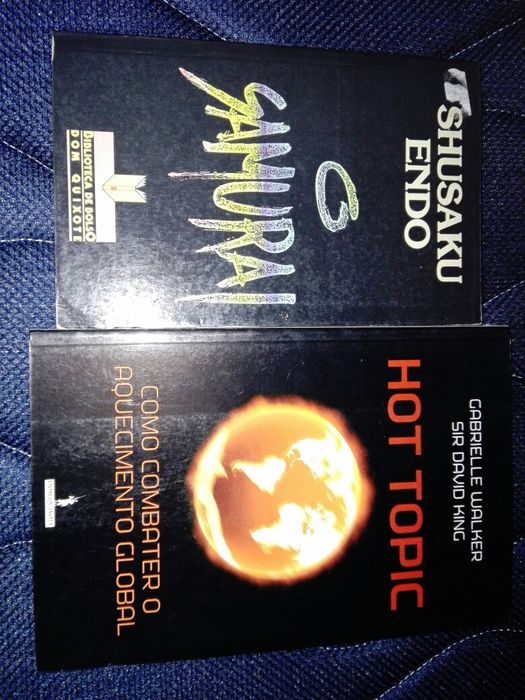 SHUSAKU
ENDO
O
SAMURAI
BIBLIOTECA DE BOLSO
DOM QUIXOTE
GABRIELLE WALKER
SIR DAVID KING
HOT TOPIC
COMO COMBATER O
AQUECIMENTO GLOBAL